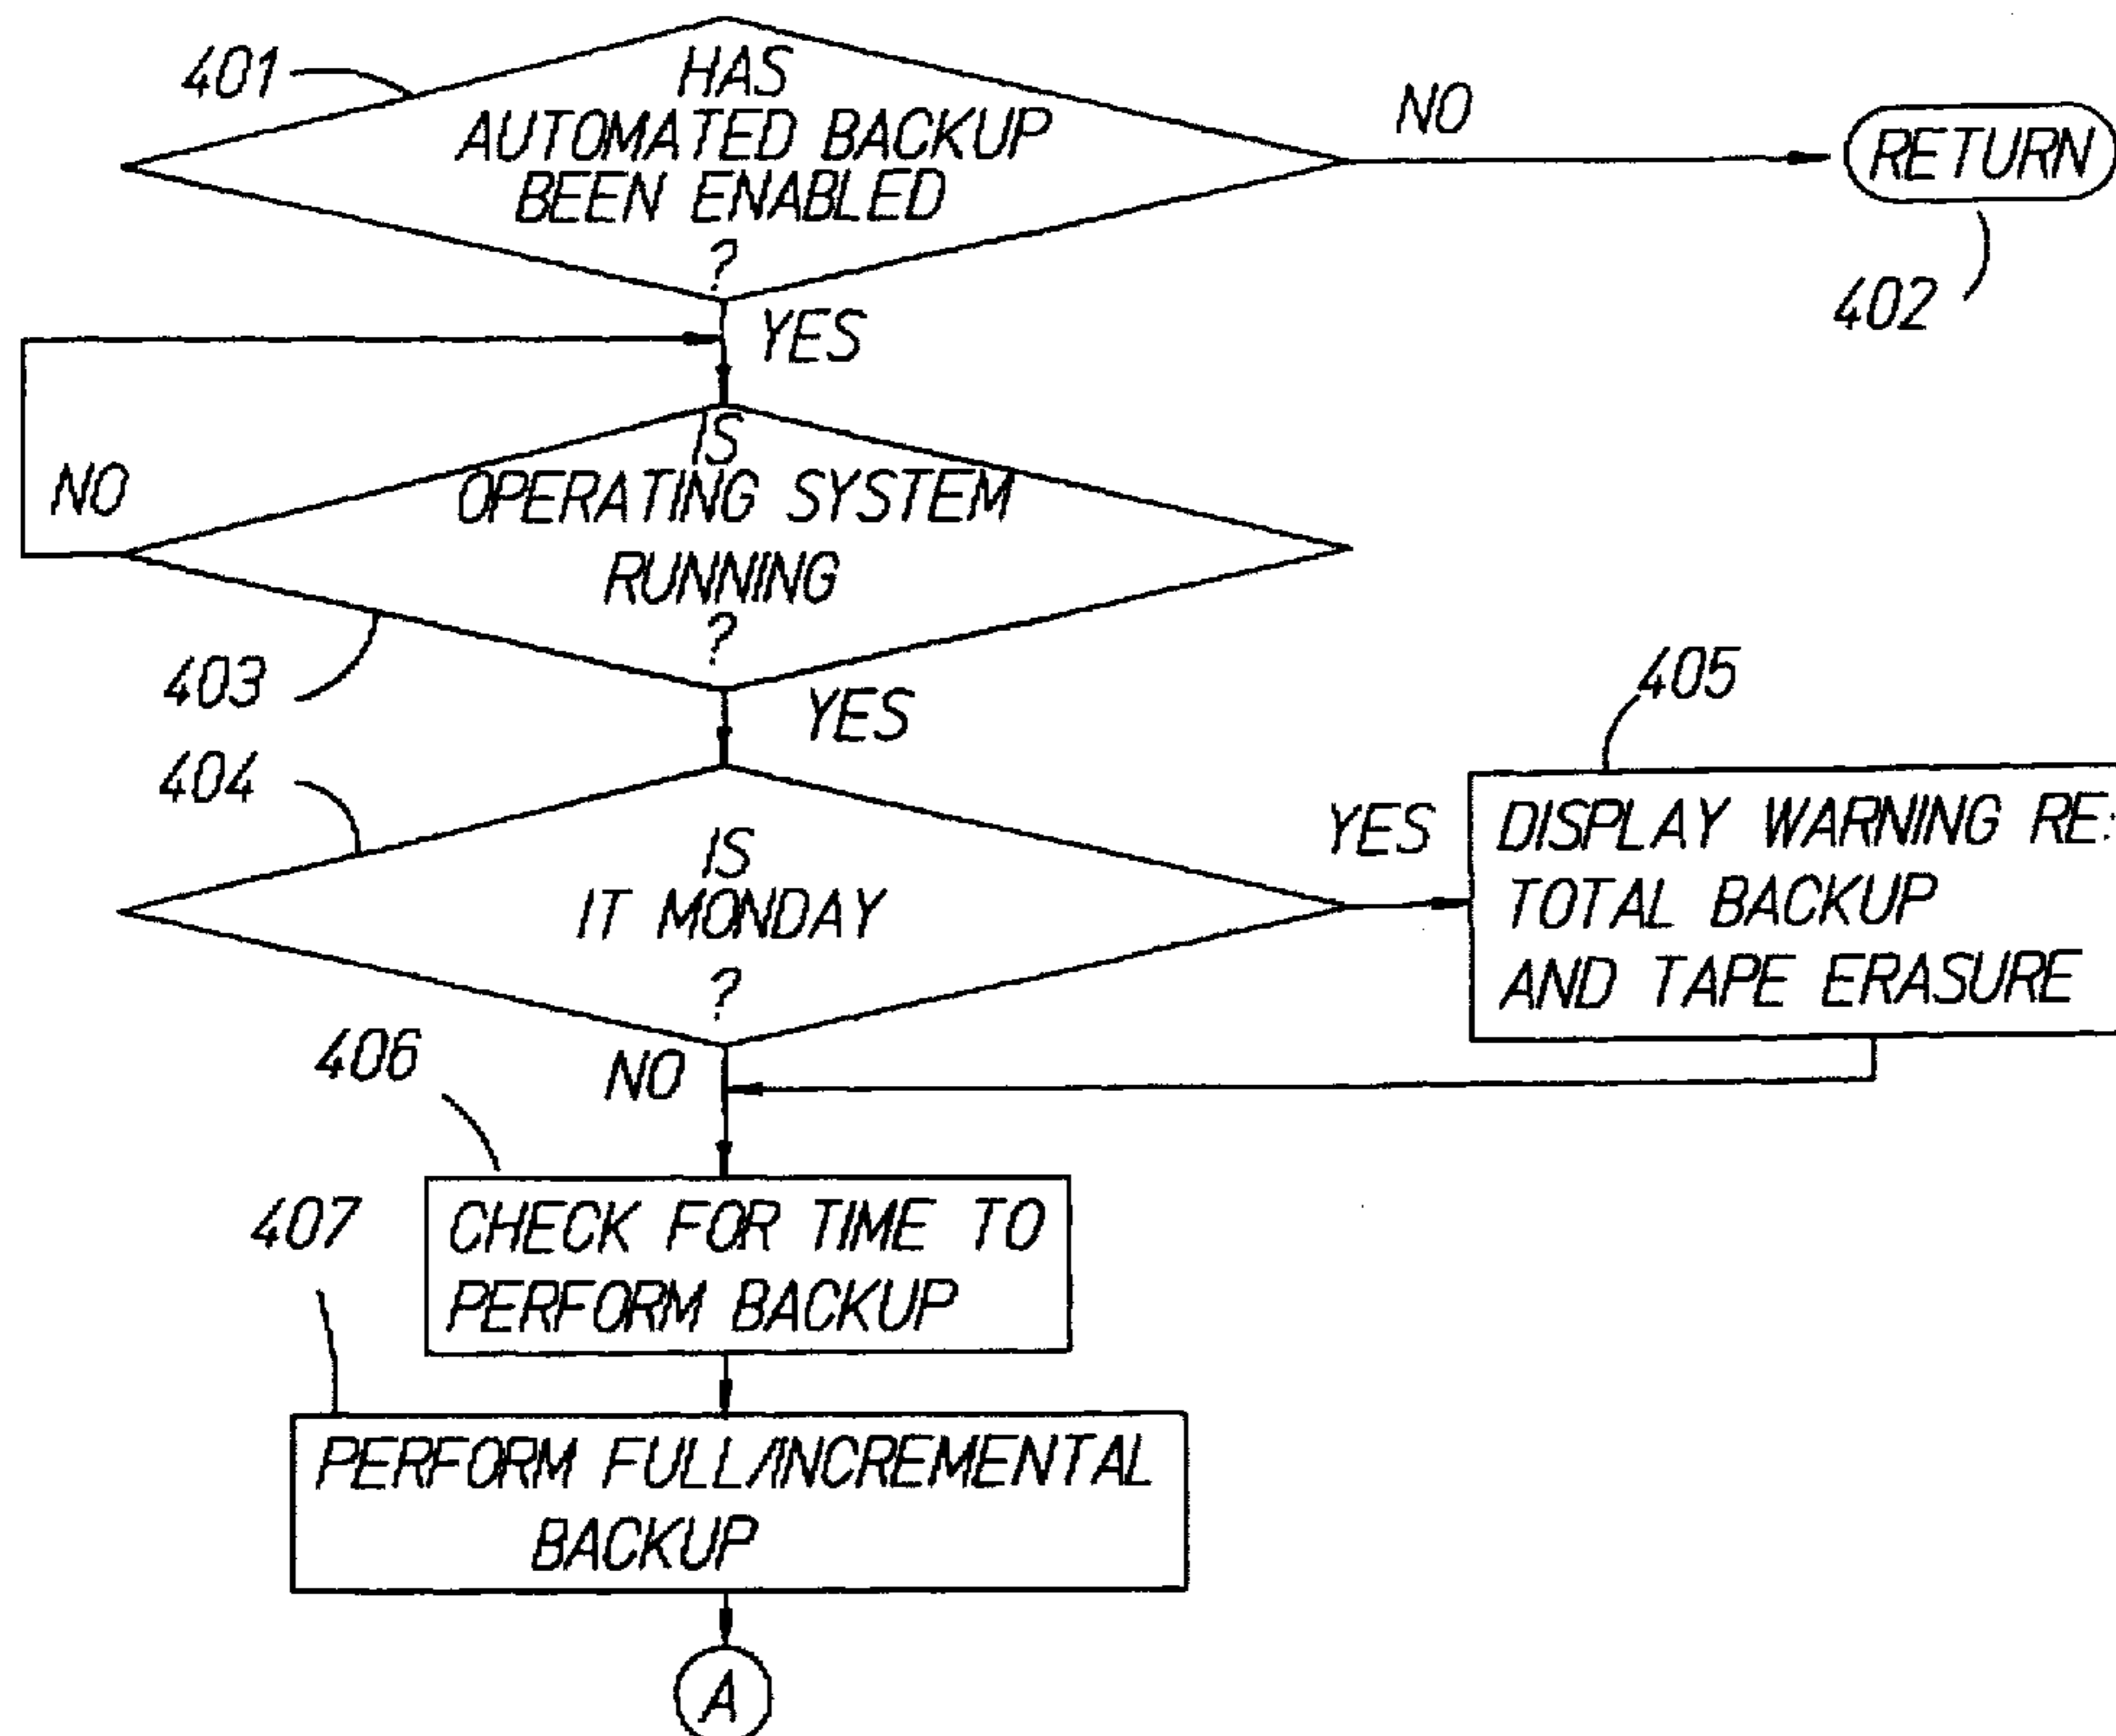 401
HAS
AUTOMATED BACKUP
BEEN ENABLED
?
NO
RETURN
402
YES
IS
OPERATING SYSTEM
RUNNING
?
NO
403
YES
404
IS
IT MONDAY
?
YES
405
DISPLAY WARNING RE:
TOTAL BACKUP
AND TAPE ERASURE
NO
406
CHECK FOR TIME TO
PERFORM BACKUP
407
PERFORM FULL/INCREMENTAL
BACKUP
A